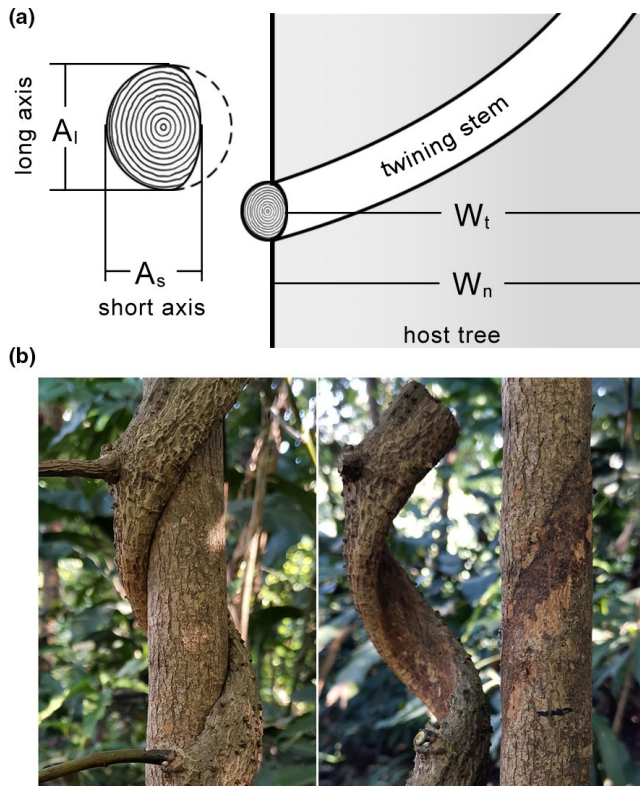 (a)
long axis
Al
As
short axis
twining stem
Wt
Wn
host tree
(b)